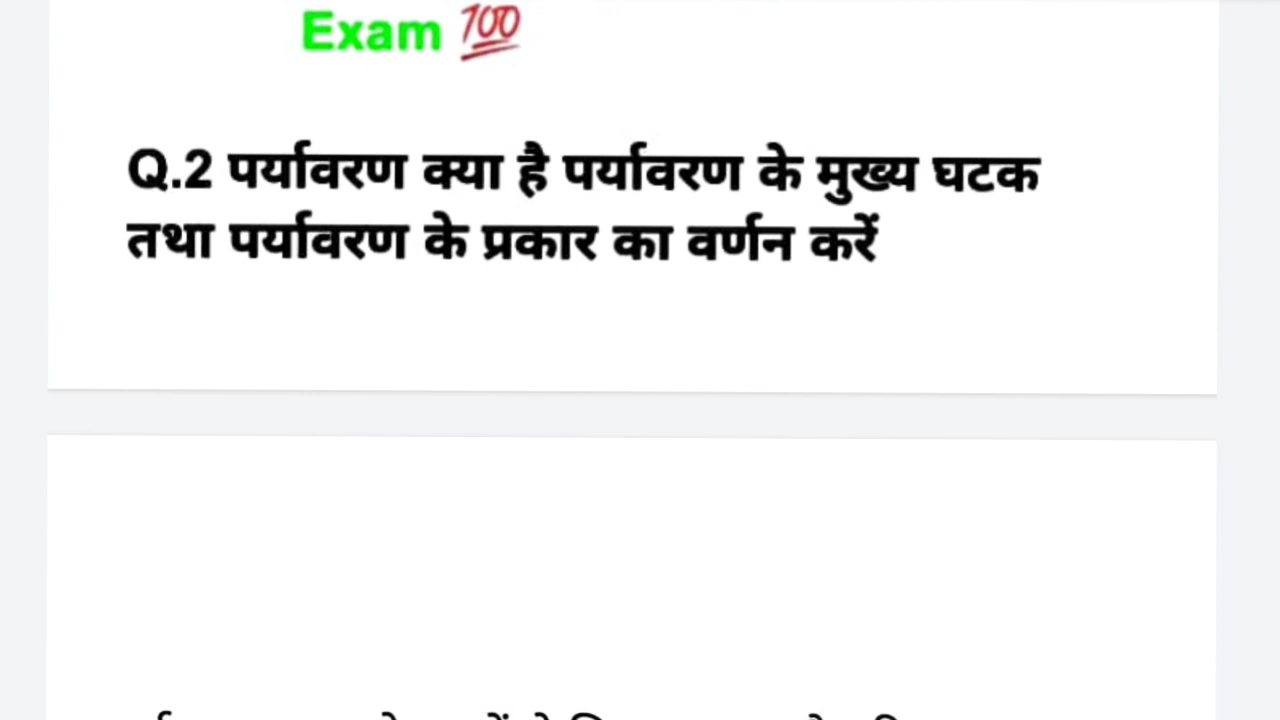 Exam 💯
Q.2 पर्यावरण क्या है पर्यावरण के मुख्य घटक
तथा पर्यावरण के प्रकार का वर्णन करें